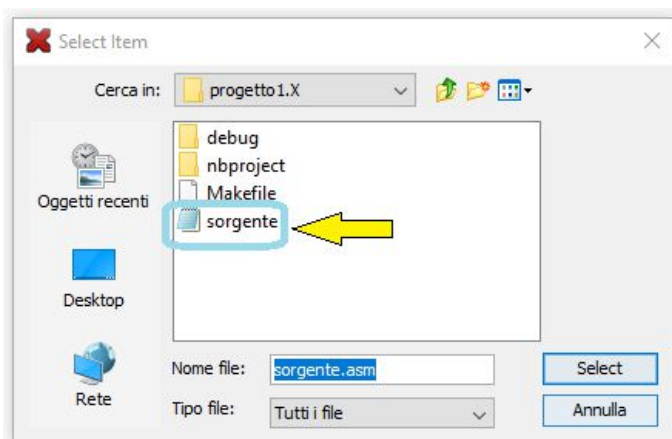 Select Item
Cerca in:
progetto1.X
debug
nbproject
Makefile
sorgente
Oggetti recenti
Desktop
Rete
Nome file:
sorgente.asm
Select
Tipo file:
Tutti i file
Annulla